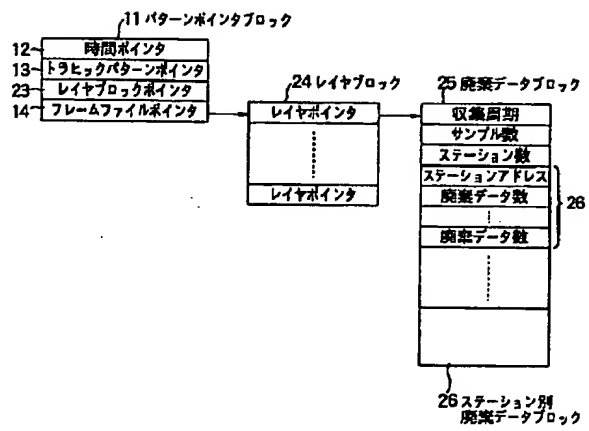 11 パターンポインタブロック
12 時間ポインタ
13 トラヒックパターンポインタ
23 レイヤブロックポインタ
14 フレームファイルポインタ
24 レイヤブロック
レイヤポインタ
レイヤポインタ
25 廃棄データブロック
収集周期
サンプル数
ステーション数
ステーションアドレス
廃棄データ数
廃棄データ数
26
26 ステーション別
廃棄データブロック